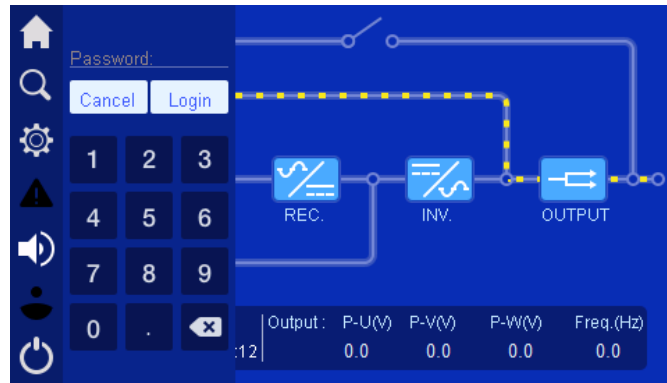 Password:
Cancel Login
1 2 3
4 5 6
7 8 9
0 .
REC. INV. OUTPUT
Output : P-U(V) P-V(V) P-W(V) Freq.(Hz)
:12 0.0 0.0 0.0 0.0